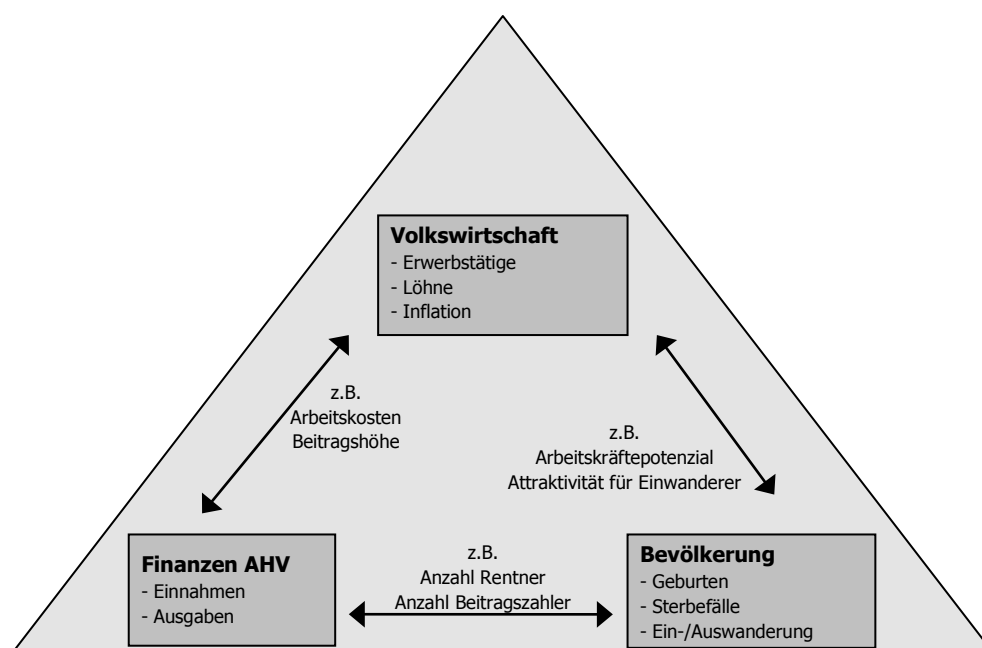 Volkswirtschaft
- Erwerbstätige
- Löhne
- Inflation
z.B.
Arbeitskosten
Beitragshöhe
z.B.
Arbeitskräftepotenzial
Attraktivität für Einwanderer
Finanzen AHV
- Einnahmen
- Ausgaben
z.B.
Anzahl Rentner
Anzahl Beitragszahler
Bevölkerung
- Geburten
- Sterbefälle
- Ein-/Auswanderung